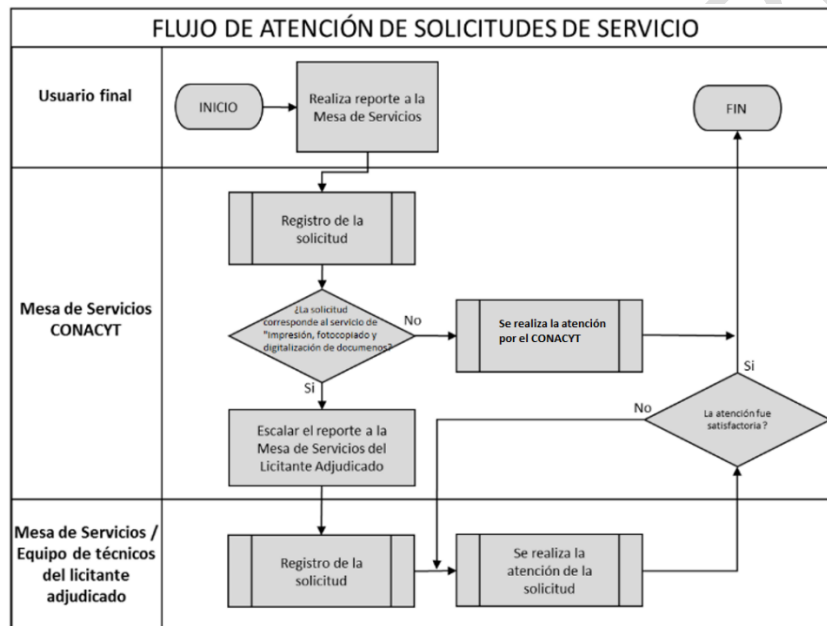 FLUJO DE ATENCIÓN DE SOLICITUDES DE SERVICIO
Usuario final
INICIO
Realiza reporte a la
Mesa de Servicios
FIN
Mesa de Servicios
CONACYT
Registro de la
solicitud
¿La solicitud
corresponde al servicio de
"Impresión, fotocopiado y
digitalización de documenos?
No
Se realiza la atención
por el CONACYT
Si
Si
No
La atención fue
satisfactoria ?
Escalar el reporte a la
Mesa de Servicios del
Licitante Adjudicado
Mesa de Servicios /
Equipo de técnicos
del licitante
adjudicado
Registro de la
solicitud
Se realiza la
atención de la
solicitud